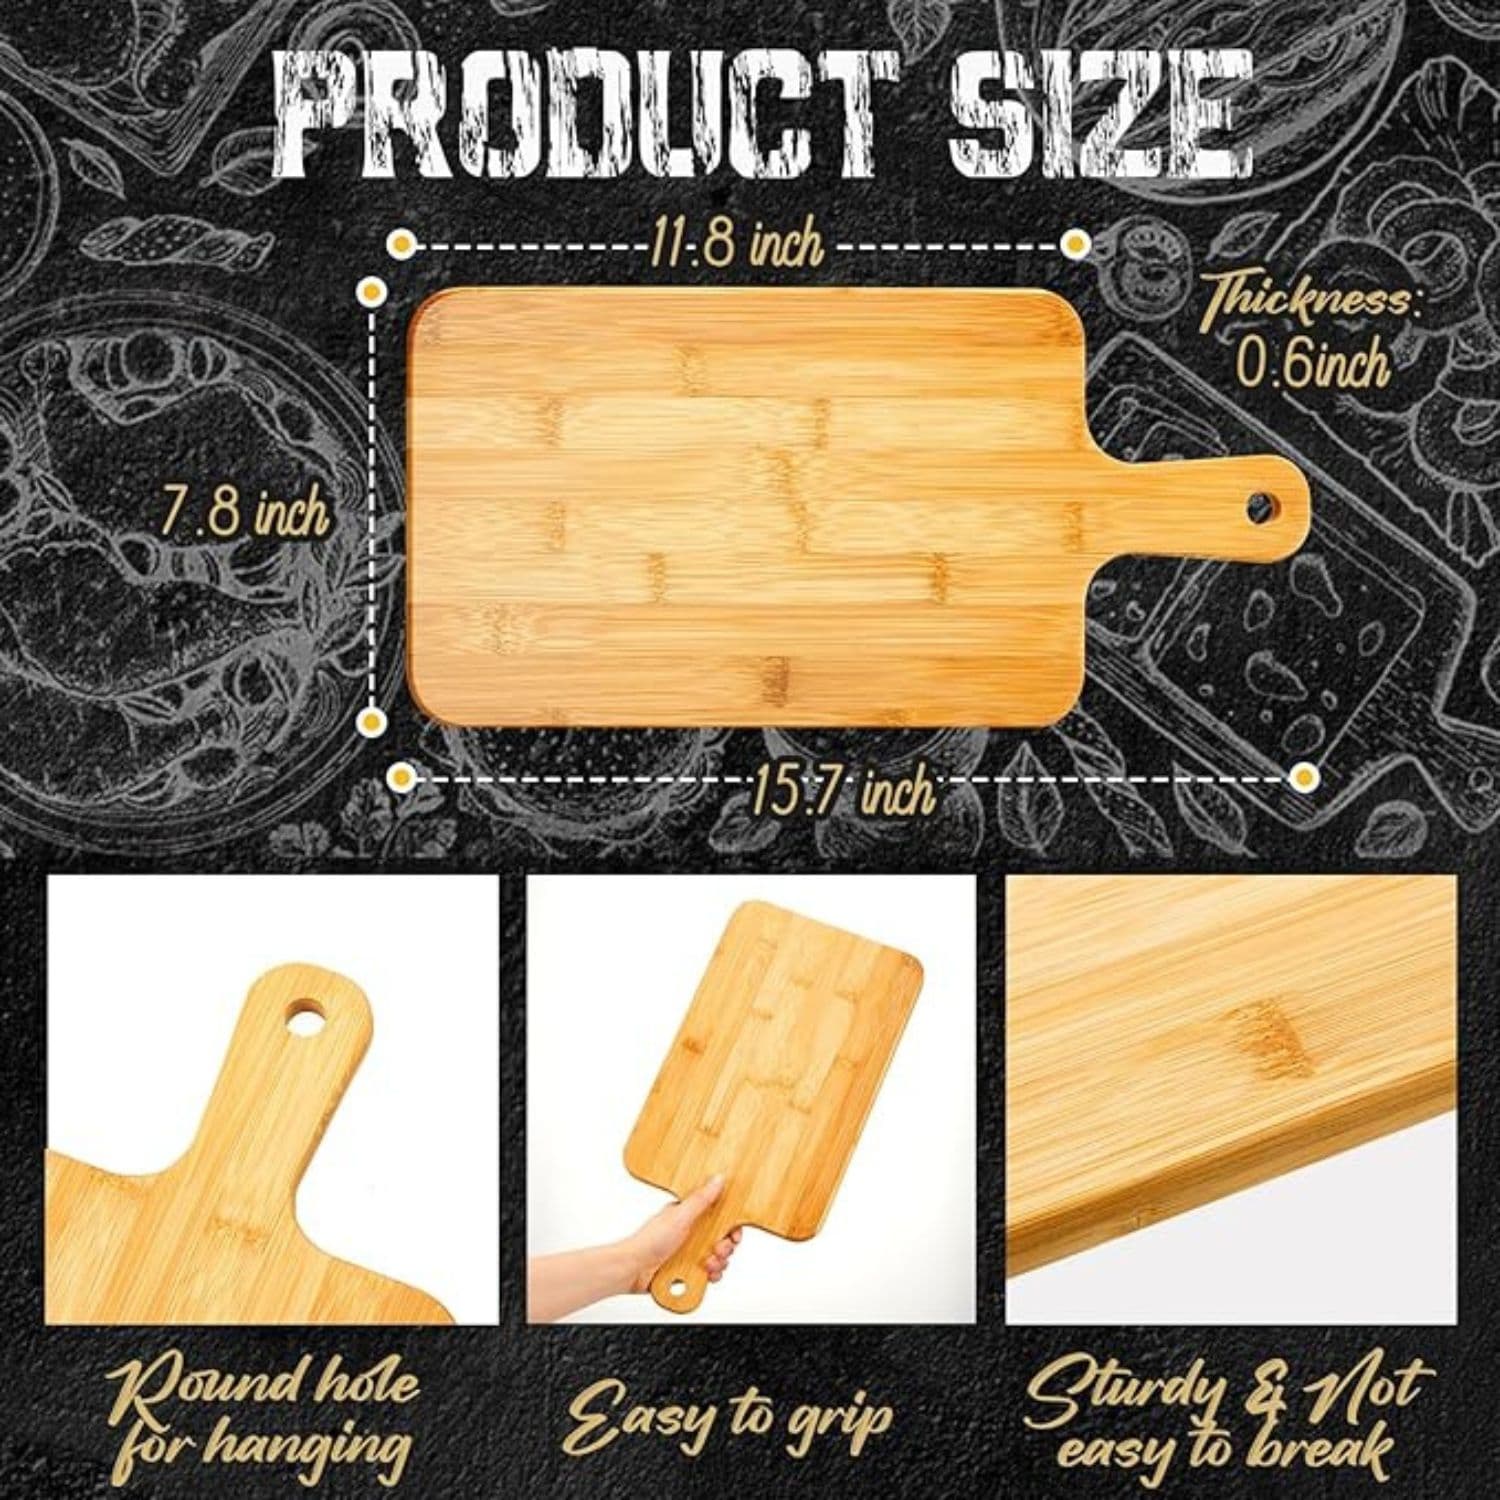 PRODUCT SIZE
11.8 inch
Thickness:
0.6inch
7.8 inch
15.7 inch
Round hole
for hanging
Easy to grip
Sturdy & Not
easy to break